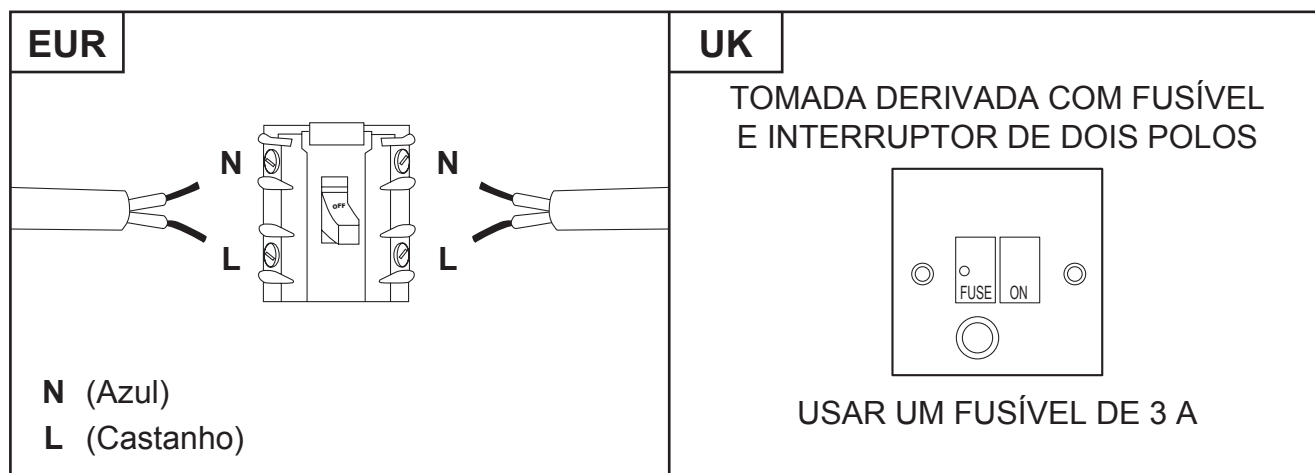 EUR
N
N
OFF
L
L
N (Azul)
L (Castanho)
UK
TOMADA DERIVADA COM FUSÍVEL
E INTERRUPTOR DE DOIS POLOS
FUSE
ON
USAR UM FUSÍVEL DE 3 A